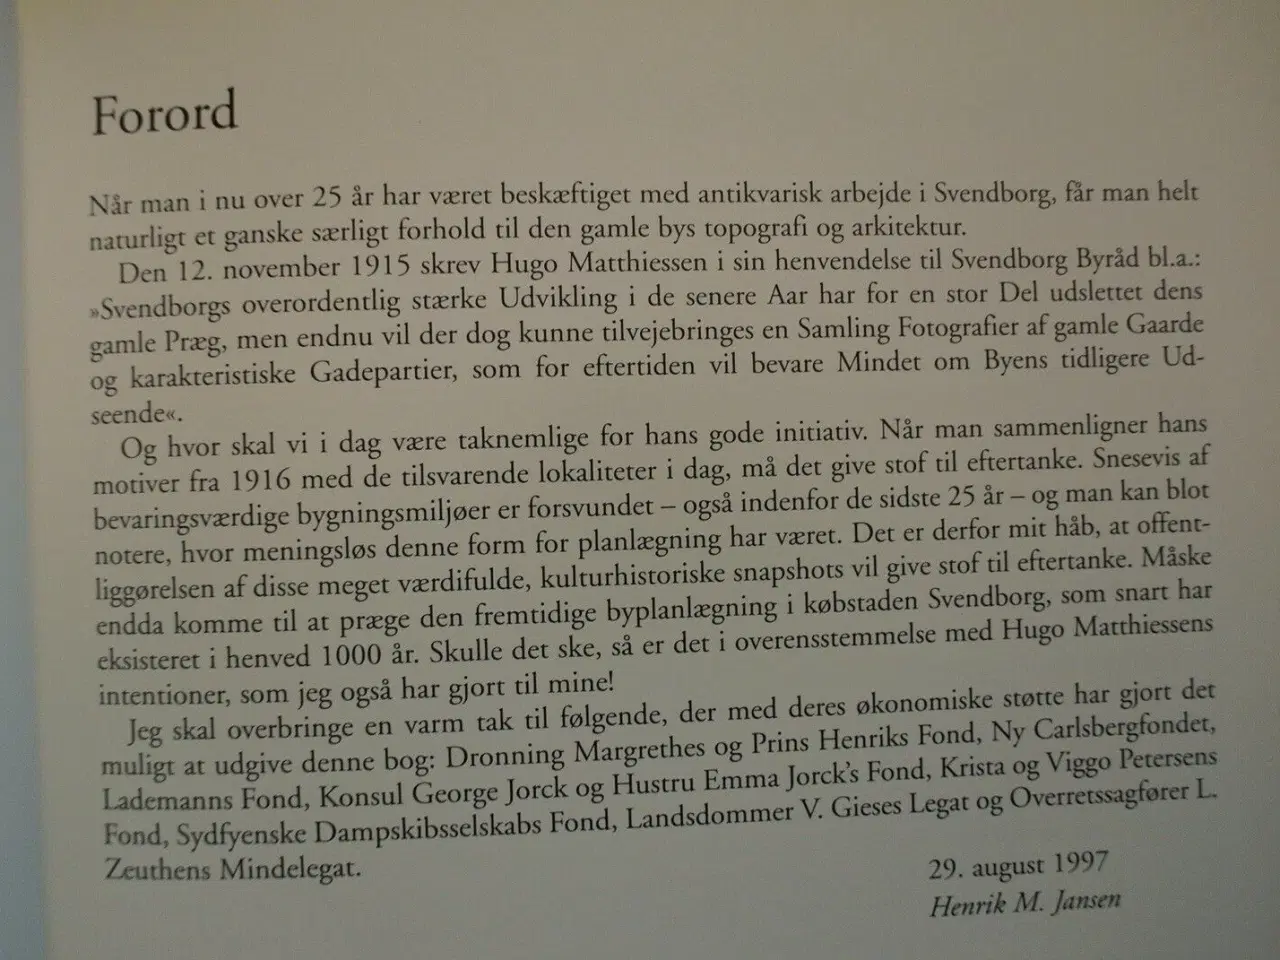 Forord
Når man i nu over 25 år har været beskæftiget med antikvarisk arbejde i Svendborg, får man helt
naturligt et ganske særligt forhold til den gamle bys topografi og arkitektur.
Den 12. november 1915 skrev Hugo Matthiessen i sin henvendelse til Svendborg Byråd bl.a.:
»Svendborgs overordentlig stærke Udvikling i de senere Aar har for en stor Del udslettet dens
gamle Præg, men endnu vil der dog kunne tilvejebringes en Samling Fotografier af gamle Gaarde
og karakteristiske Gadepartier, som for eftertiden vil bevare Mindet om Byens tidligere Ud-
seende«.
Og hvor skal vi i dag være taknemlige for hans gode initiativ. Når man sammenligner hans
motiver fra 1916 med de tilsvarende lokaliteter i dag, må det give stof til eftertanke. Snesevis af
bevaringsværdige bygningsmiljøer er forsvundet – også indenfor de sidste 25 år – og man kan blot
notere, hvor meningsløs denne form for planlægning har været. Det er derfor mit håb, at offent-
liggørelsen af disse meget værdifulde, kulturhistoriske snapshots vil give stof til eftertanke. Måske
endda komme til at præge den fremtidige byplanlægning i købstaden Svendborg, som snart har
eksisteret i henved 1000 år. Skulle det ske, så er det i overensstemmelse med Hugo Matthiessens
intentioner, som jeg også har gjort til mine!
Jeg skal overbringe en varm tak til følgende, der med deres økonomiske støtte har gjort det
muligt at udgive denne bog: Dronning Margrethes og Prins Henriks Fond, Ny Carlsbergfondet,
Lademanns Fond, Konsul George Jorck og Hustru Emma Jorck's Fond, Krista og Viggo Petersens
Fond, Sydfyenske Dampskibsselskabs Fond, Landsdommer V. Gieses Legat og Overretssagfører L.
Zeuthens Mindelegat.
29. august 1997
Henrik M. Jansen